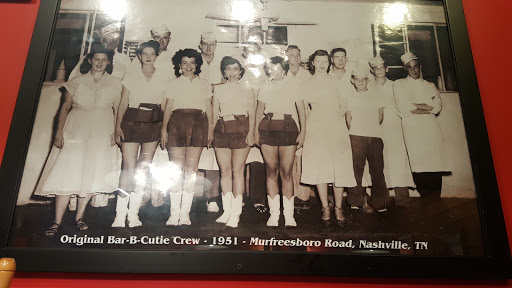 Original Bar-B-Cutie Crew - 1951 - Murfreesboro Road, Nashville, TN